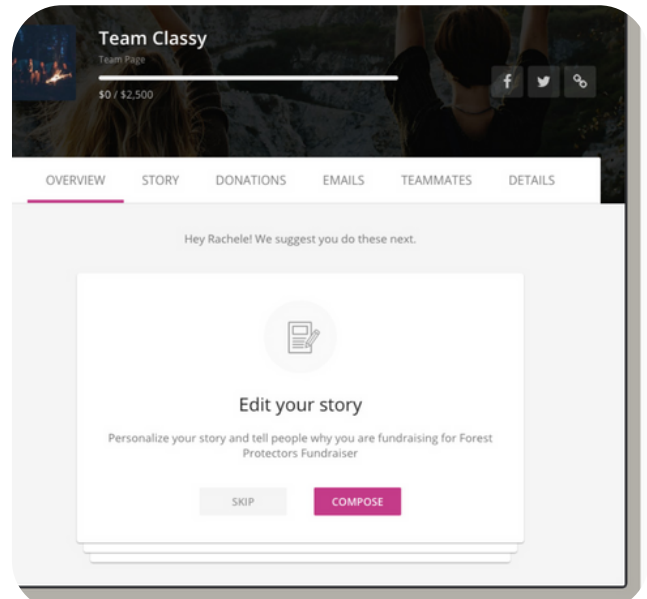 Team Classy
Team Page
$0 / $2,500
OVERVIEW STORY DONATIONS EMAILS TEAMMATES DETAILS
Hey Rachele! We suggest you do these next.
Edit your story
Personalize your story and tell people why you are fundraising for Forest
Protectors Fundraiser
SKIP COMPOSE